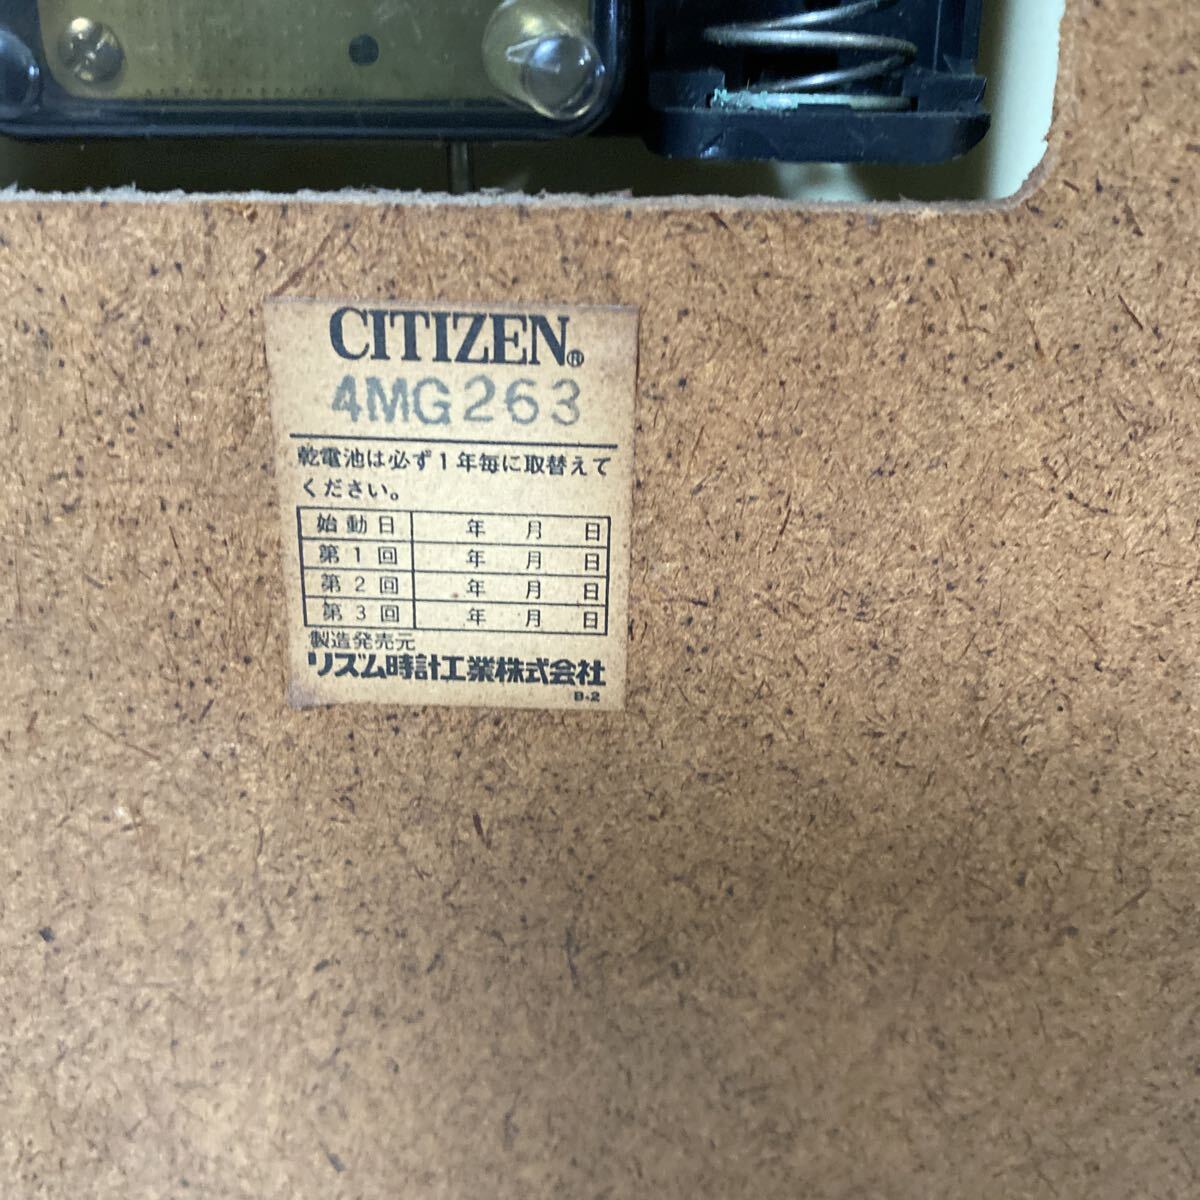 CITIZEN®
4MG263
乾電池は必ず1年毎に取替えて
ください。
始動日 年 月 日
第1回 年 月 日
第2回 年 月 日
第3回 年 月 日
製造発売元
リズム時計工業株式会社
B-2